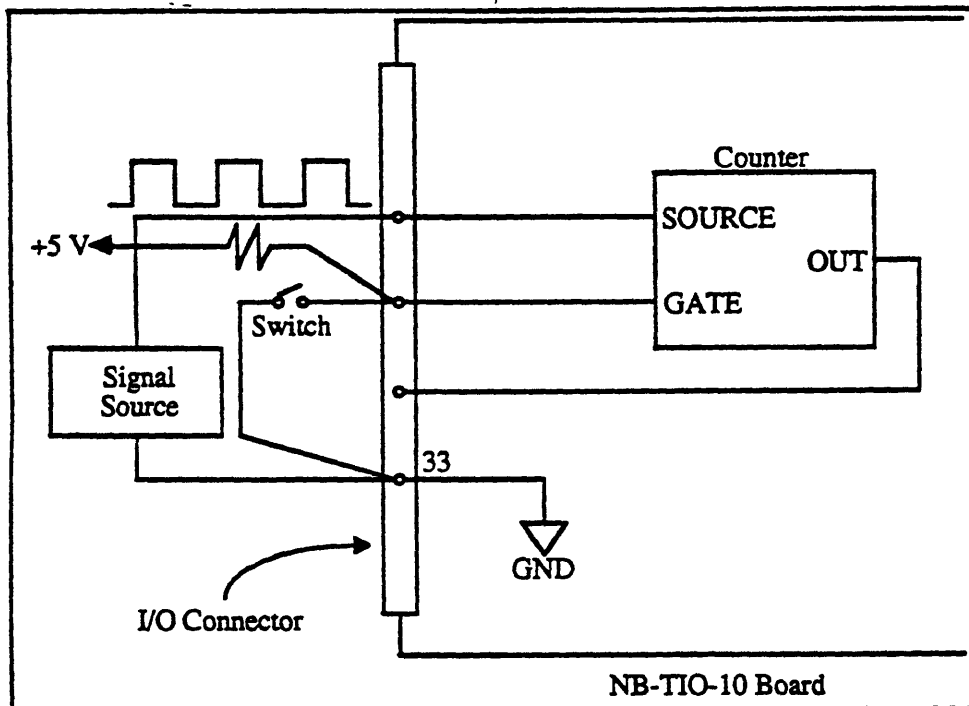 Counter
SOURCE
+5 V
OUT
GATE
Switch
Signal
Source
33
GND
I/O Connector
NB-TIO-10 Board